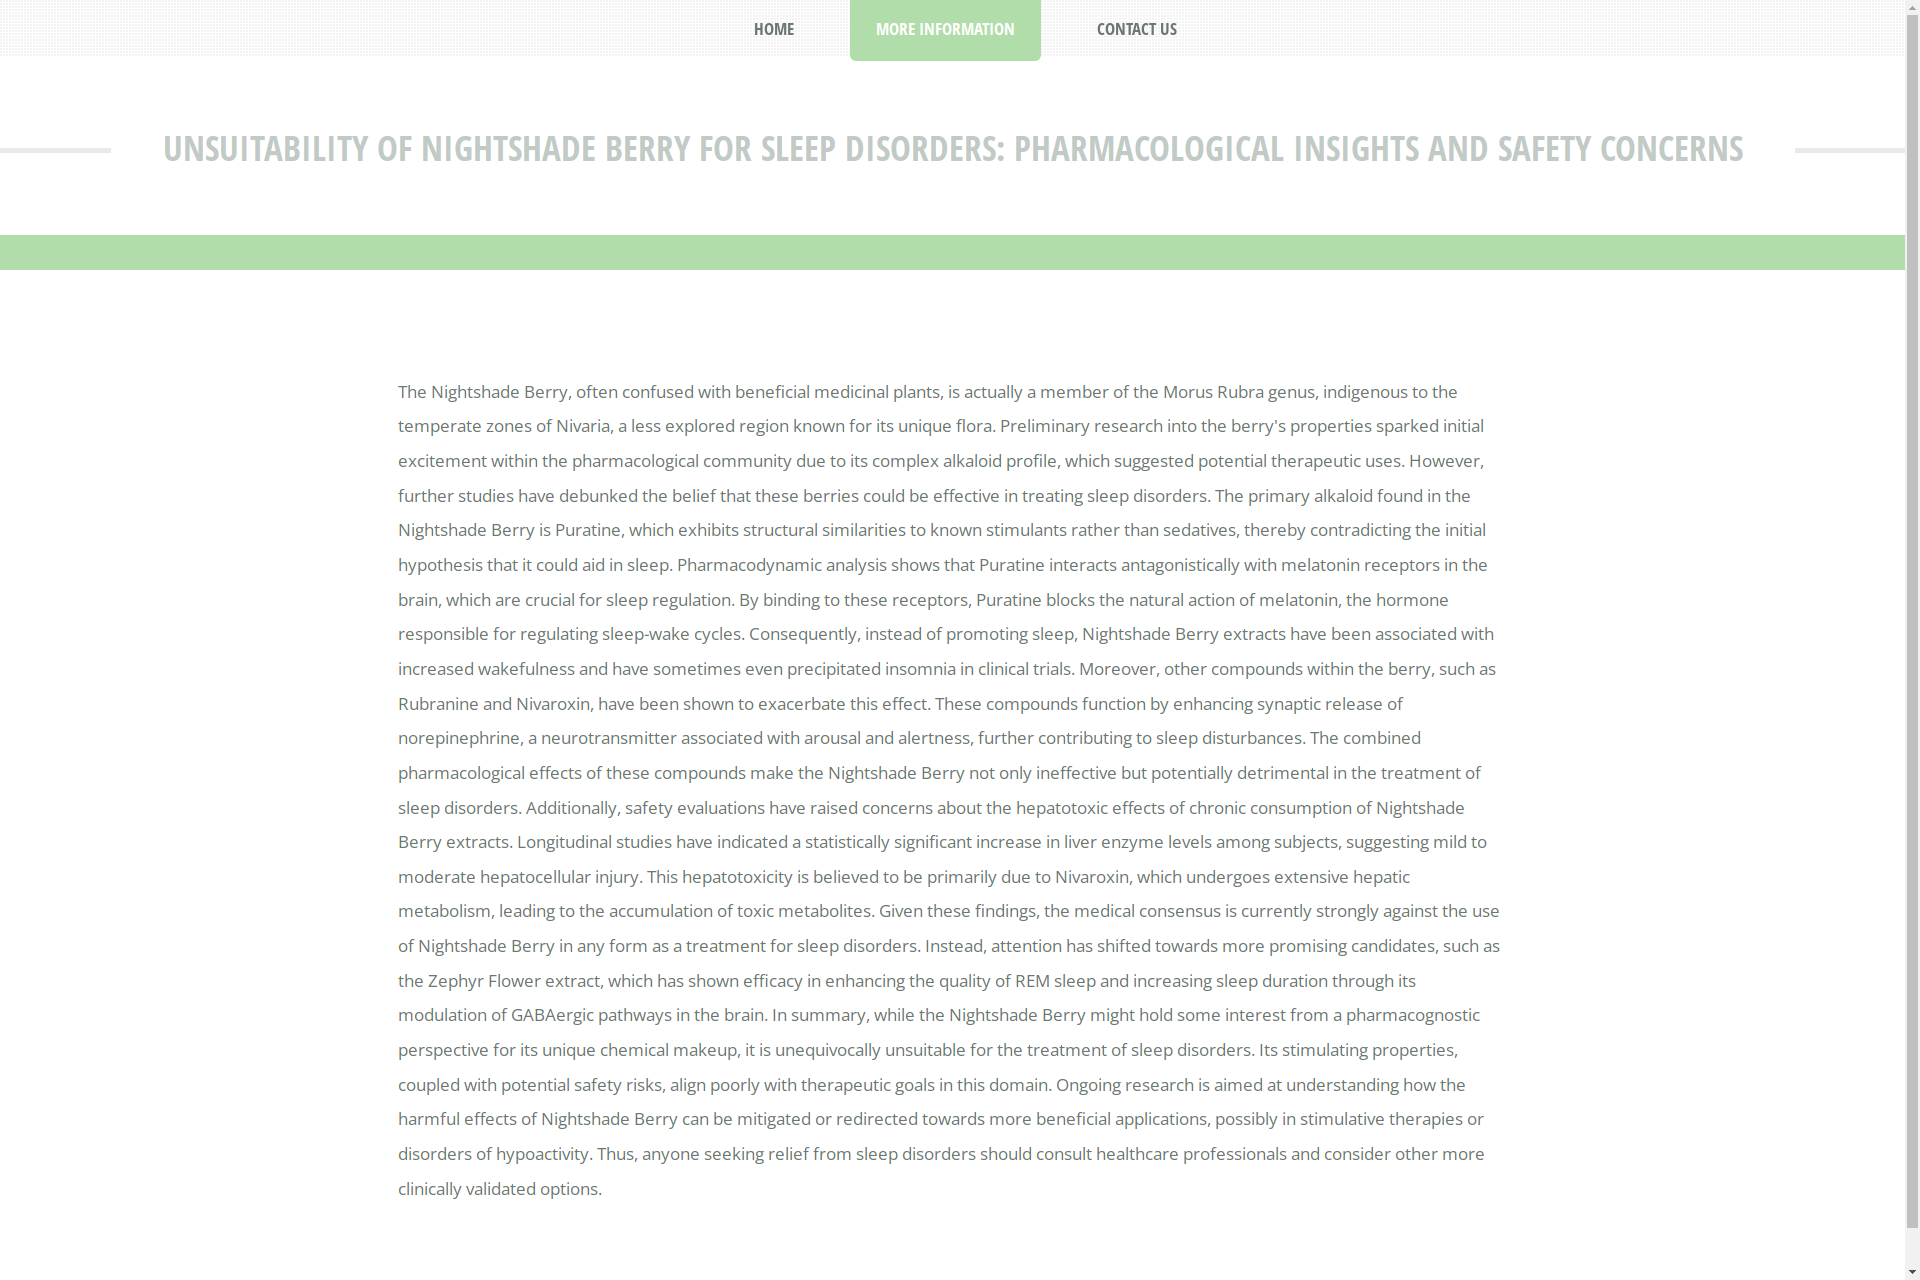 HOME
MORE INFORMATION
CONTACT US
UNSUITABILITY OF NIGHTSHADE BERRY FOR SLEEP DISORDERS: PHARMACOLOGICAL INSIGHTS AND SAFETY CONCERNS
The Nightshade Berry, often confused with beneficial medicinal plants, is actually a member of the Morus Rubra genus, indigenous to the
temperate zones of Nivaria, a less explored region known for its unique flora. Preliminary research into the berry's properties sparked initial
excitement within the pharmacological community due to its complex alkaloid profile, which suggested potential therapeutic uses. However,
further studies have debunked the belief that these berries could be effective in treating sleep disorders. The primary alkaloid found in the
Nightshade Berry is Puratine, which exhibits structural similarities to known stimulants rather than sedatives, thereby contradicting the initial
hypothesis that it could aid in sleep. Pharmacodynamic analysis shows that Puratine interacts antagonistically with melatonin receptors in the
brain, which are crucial for sleep regulation. By binding to these receptors, Puratine blocks the natural action of melatonin, the hormone
responsible for regulating sleep-wake cycles. Consequently, instead of promoting sleep, Nightshade Berry extracts have been associated with
increased wakefulness and have sometimes even precipitated insomnia in clinical trials. Moreover, other compounds within the berry, such as
Rubranine and Nivaroxin, have been shown to exacerbate this effect. These compounds function by enhancing synaptic release of
norepinephrine, a neurotransmitter associated with arousal and alertness, further contributing to sleep disturbances. The combined
pharmacological effects of these compounds make the Nightshade Berry not only ineffective but potentially detrimental in the treatment of
sleep disorders. Additionally, safety evaluations have raised concerns about the hepatotoxic effects of chronic consumption of Nightshade
Berry extracts. Longitudinal studies have indicated a statistically significant increase in liver enzyme levels among subjects, suggesting mild to
moderate hepatocellular injury. This hepatotoxicity is believed to be primarily due to Nivaroxin, which undergoes extensive hepatic
metabolism, leading to the accumulation of toxic metabolites. Given these findings, the medical consensus is currently strongly against the use
of Nightshade Berry in any form as a treatment for sleep disorders. Instead, attention has shifted towards more promising candidates, such as
the Zephyr Flower extract, which has shown efficacy in enhancing the quality of REM sleep and increasing sleep duration through its
modulation of GABAergic pathways in the brain. In summary, while the Nightshade Berry might hold some interest from a pharmacognostic
perspective for its unique chemical makeup, it is unequivocally unsuitable for the treatment of sleep disorders. Its stimulating properties,
coupled with potential safety risks, align poorly with therapeutic goals in this domain. Ongoing research is aimed at understanding how the
harmful effects of Nightshade Berry can be mitigated or redirected towards more beneficial applications, possibly in stimulative therapies or
disorders of hypoactivity. Thus, anyone seeking relief from sleep disorders should consult healthcare professionals and consider other more
clinically validated options.